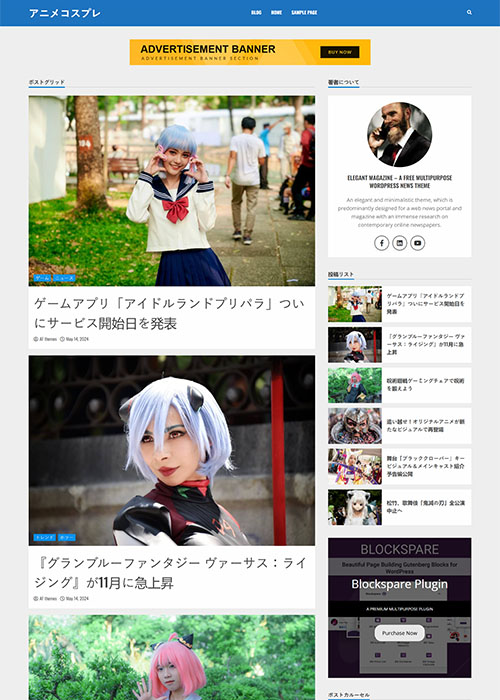 アニメコスプレ
BLOG HOME SAMPLE PAGE
ADVERTISEMENT BANNER
ADVERTISEMENT BANNER SECTION
BUY NOW
ポストグリッド
ゲーム ニュース
ゲームアプリ「アイドルランドプリパラ」つい
にサービス開始日を発表
AF themes May 14, 2024
トレンド
『グランブルーファンタジー ヴァーサス：ライ
ジング』が11月に急上昇
AF themes May 14, 2024
著者について
ELEGANT MAGAZINE – A FREE MULTIPURPOSE
WORDPRESS NEWS THEME
An elegant and minimalistic theme, which is
predominantly designed for a web news portal and
magazine with an immense research on
contemporary online newspapers.
投稿リスト
ゲームアプリ「アイドルランドプリ
パラ」ついにサービス開始日を
発表
『グランブルーファンタジー ヴァ
ーサス：ライジング』が11月に急
上昇
呪術廻戦ゲーミングチェアで呪術
を鍛えよう
追い越せ！オリジナルアニメが新
たなビジュアルで再登場
舞台「ブラッククローバー」キー
ビジュアル＆メインキャスト紹介
予告編公開
松竹、歌舞伎「鬼滅の刃」全公演
中止へ
BLOCKSPARE
Beautiful Page Building Gutenberg Blocks for
WordPress
Blockspare Plugin
A PREMIUM MULTIPURPOSE PLUGIN
Purchase Now
ポストカルーセル